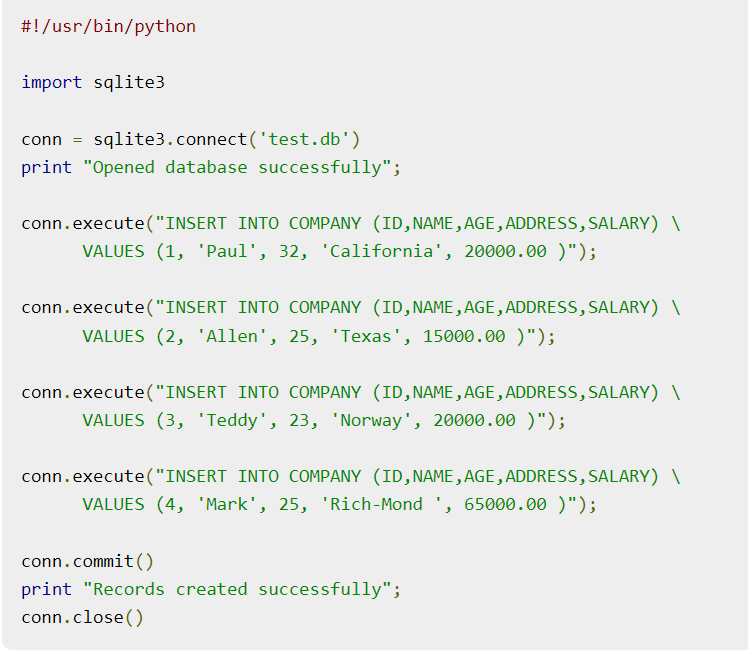 #!/usr/bin/python
import sqlite3
conn = sqlite3.connect('test.db')
print "Opened database successfully";
conn.execute("INSERT INTO COMPANY (ID,NAME,AGE,ADDRESS,SALARY) \
VALUES (1, 'Paul', 32, 'California', 20000.00 )");
conn.execute("INSERT INTO COMPANY (ID,NAME,AGE,ADDRESS,SALARY) \
VALUES (2, 'Allen', 25, 'Texas', 15000.00 )");
conn.execute("INSERT INTO COMPANY (ID,NAME,AGE,ADDRESS,SALARY) \
VALUES (3, 'Teddy', 23, 'Norway', 20000.00 )");
conn.execute("INSERT INTO COMPANY (ID,NAME,AGE,ADDRESS,SALARY) \
VALUES (4, 'Mark', 25, 'Rich-Mond ', 65000.00 )");
conn.commit()
print "Records created successfully";
conn.close()